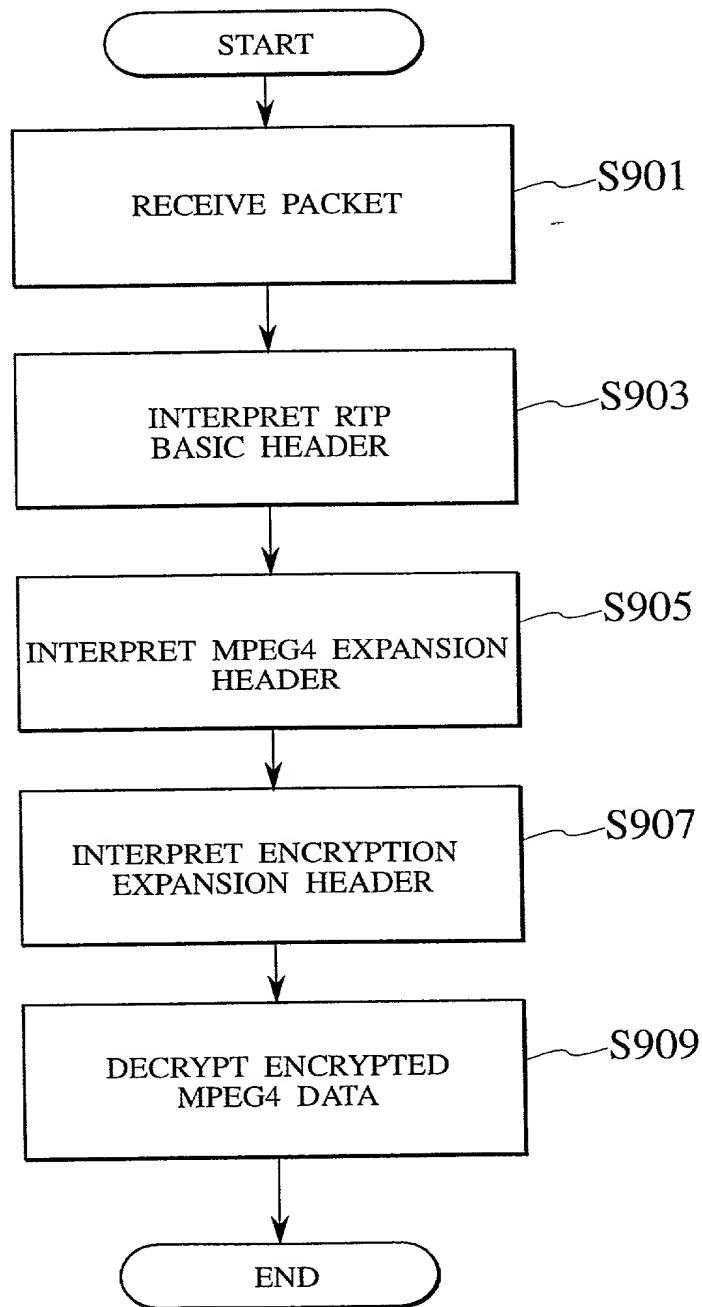 START
RECEIVE PACKET
S901
INTERPRET RTP
BASIC HEADER
S903
INTERPRET MPEG4 EXPANSION
HEADER
S905
INTERPRET ENCRYPTION
EXPANSION HEADER
S907
DECRYPT ENCRYPTED
MPEG4 DATA
S909
END